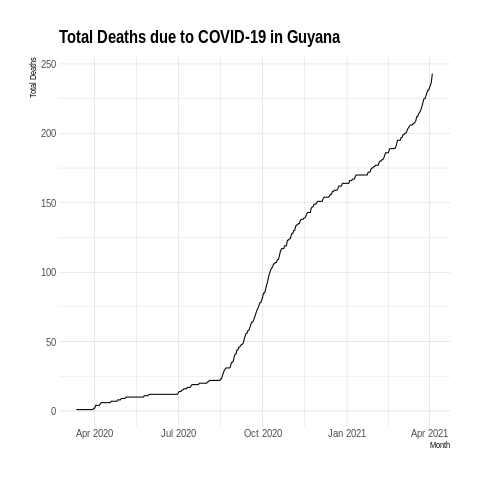 Total Deaths due to COVID-19 in Guyana
Total Deaths
250
200
150
100
50
0
Apr 2020 Jul 2020 Oct 2020 Jan 2021 Apr 2021
Month